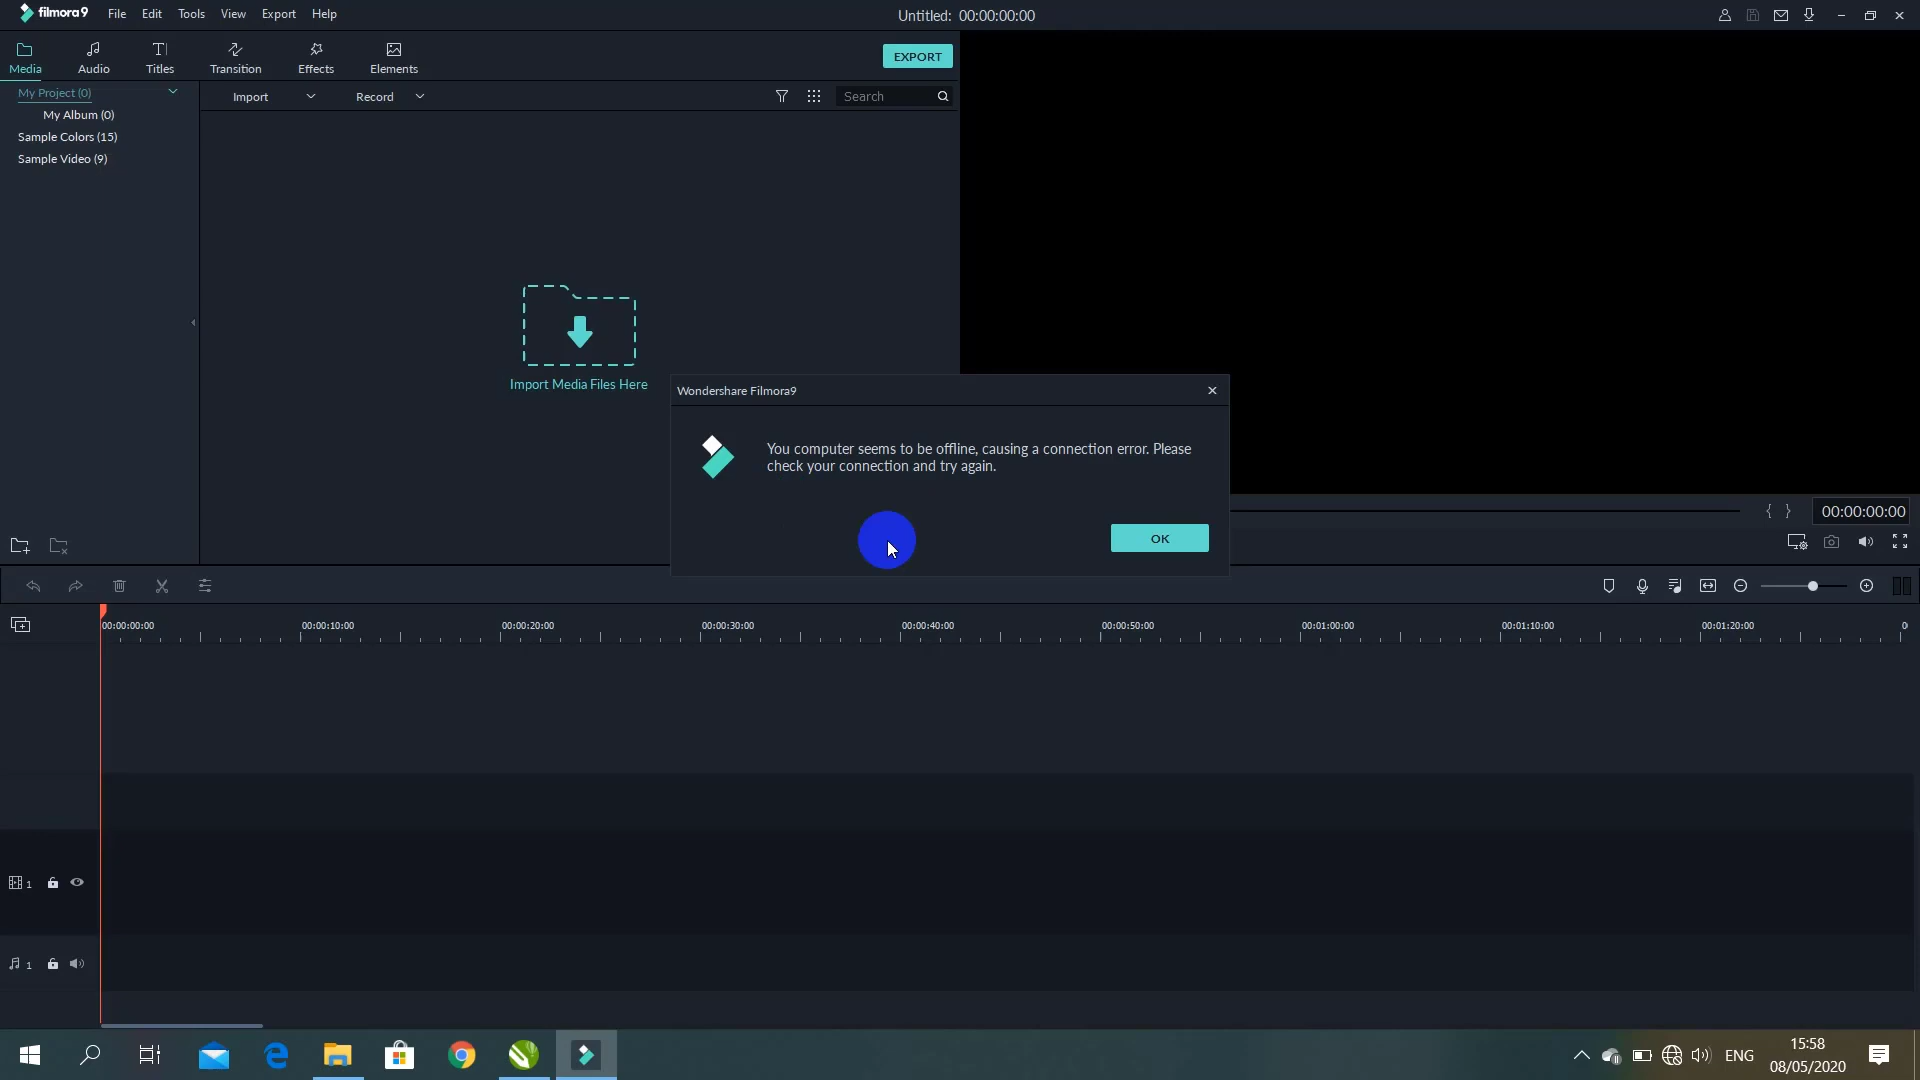 filmora9 File Edit Tools View Export Help
Untitled: 00:00:00:00
Media Audio Titles Transition Effects Elements
EXPORT
My Project (0)
My Album (0)
Sample Colors (15)
Sample Video (9)
Import Record Search
Import Media Files Here
Wondershare Filmora9
You computer seems to be offline, causing a connection error. Please
check your connection and try again.
OK
{ } 00:00:00:00
00:00:00:00 00:00:10:00 00:00:20:00 00:00:30:00 00:00:40:00 00:00:50:00 00:01:00:00 00:01:10:00 00:01:20:00 0
1
1
ENG
15:58
08/05/2020